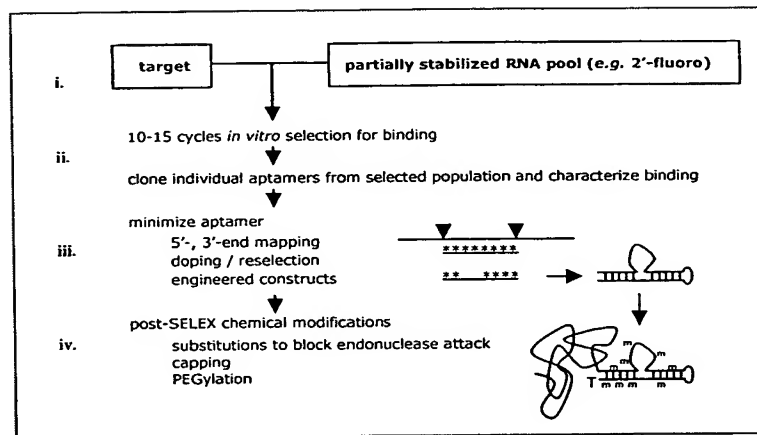 target
partially stabilized RNA pool (e.g. 2'-fluoro)
i.
10-15 cycles in vitro selection for binding
ii.
clone individual aptamers from selected population and characterize binding
minimize aptamer
5'-, 3'-end mapping
iii.
doping / reselection
engineered constructs
********
** ****
post-SELEX chemical modifications
iv.
substitutions to block endonuclease attack
capping
PEGylation
m m
m m
T
m m m m